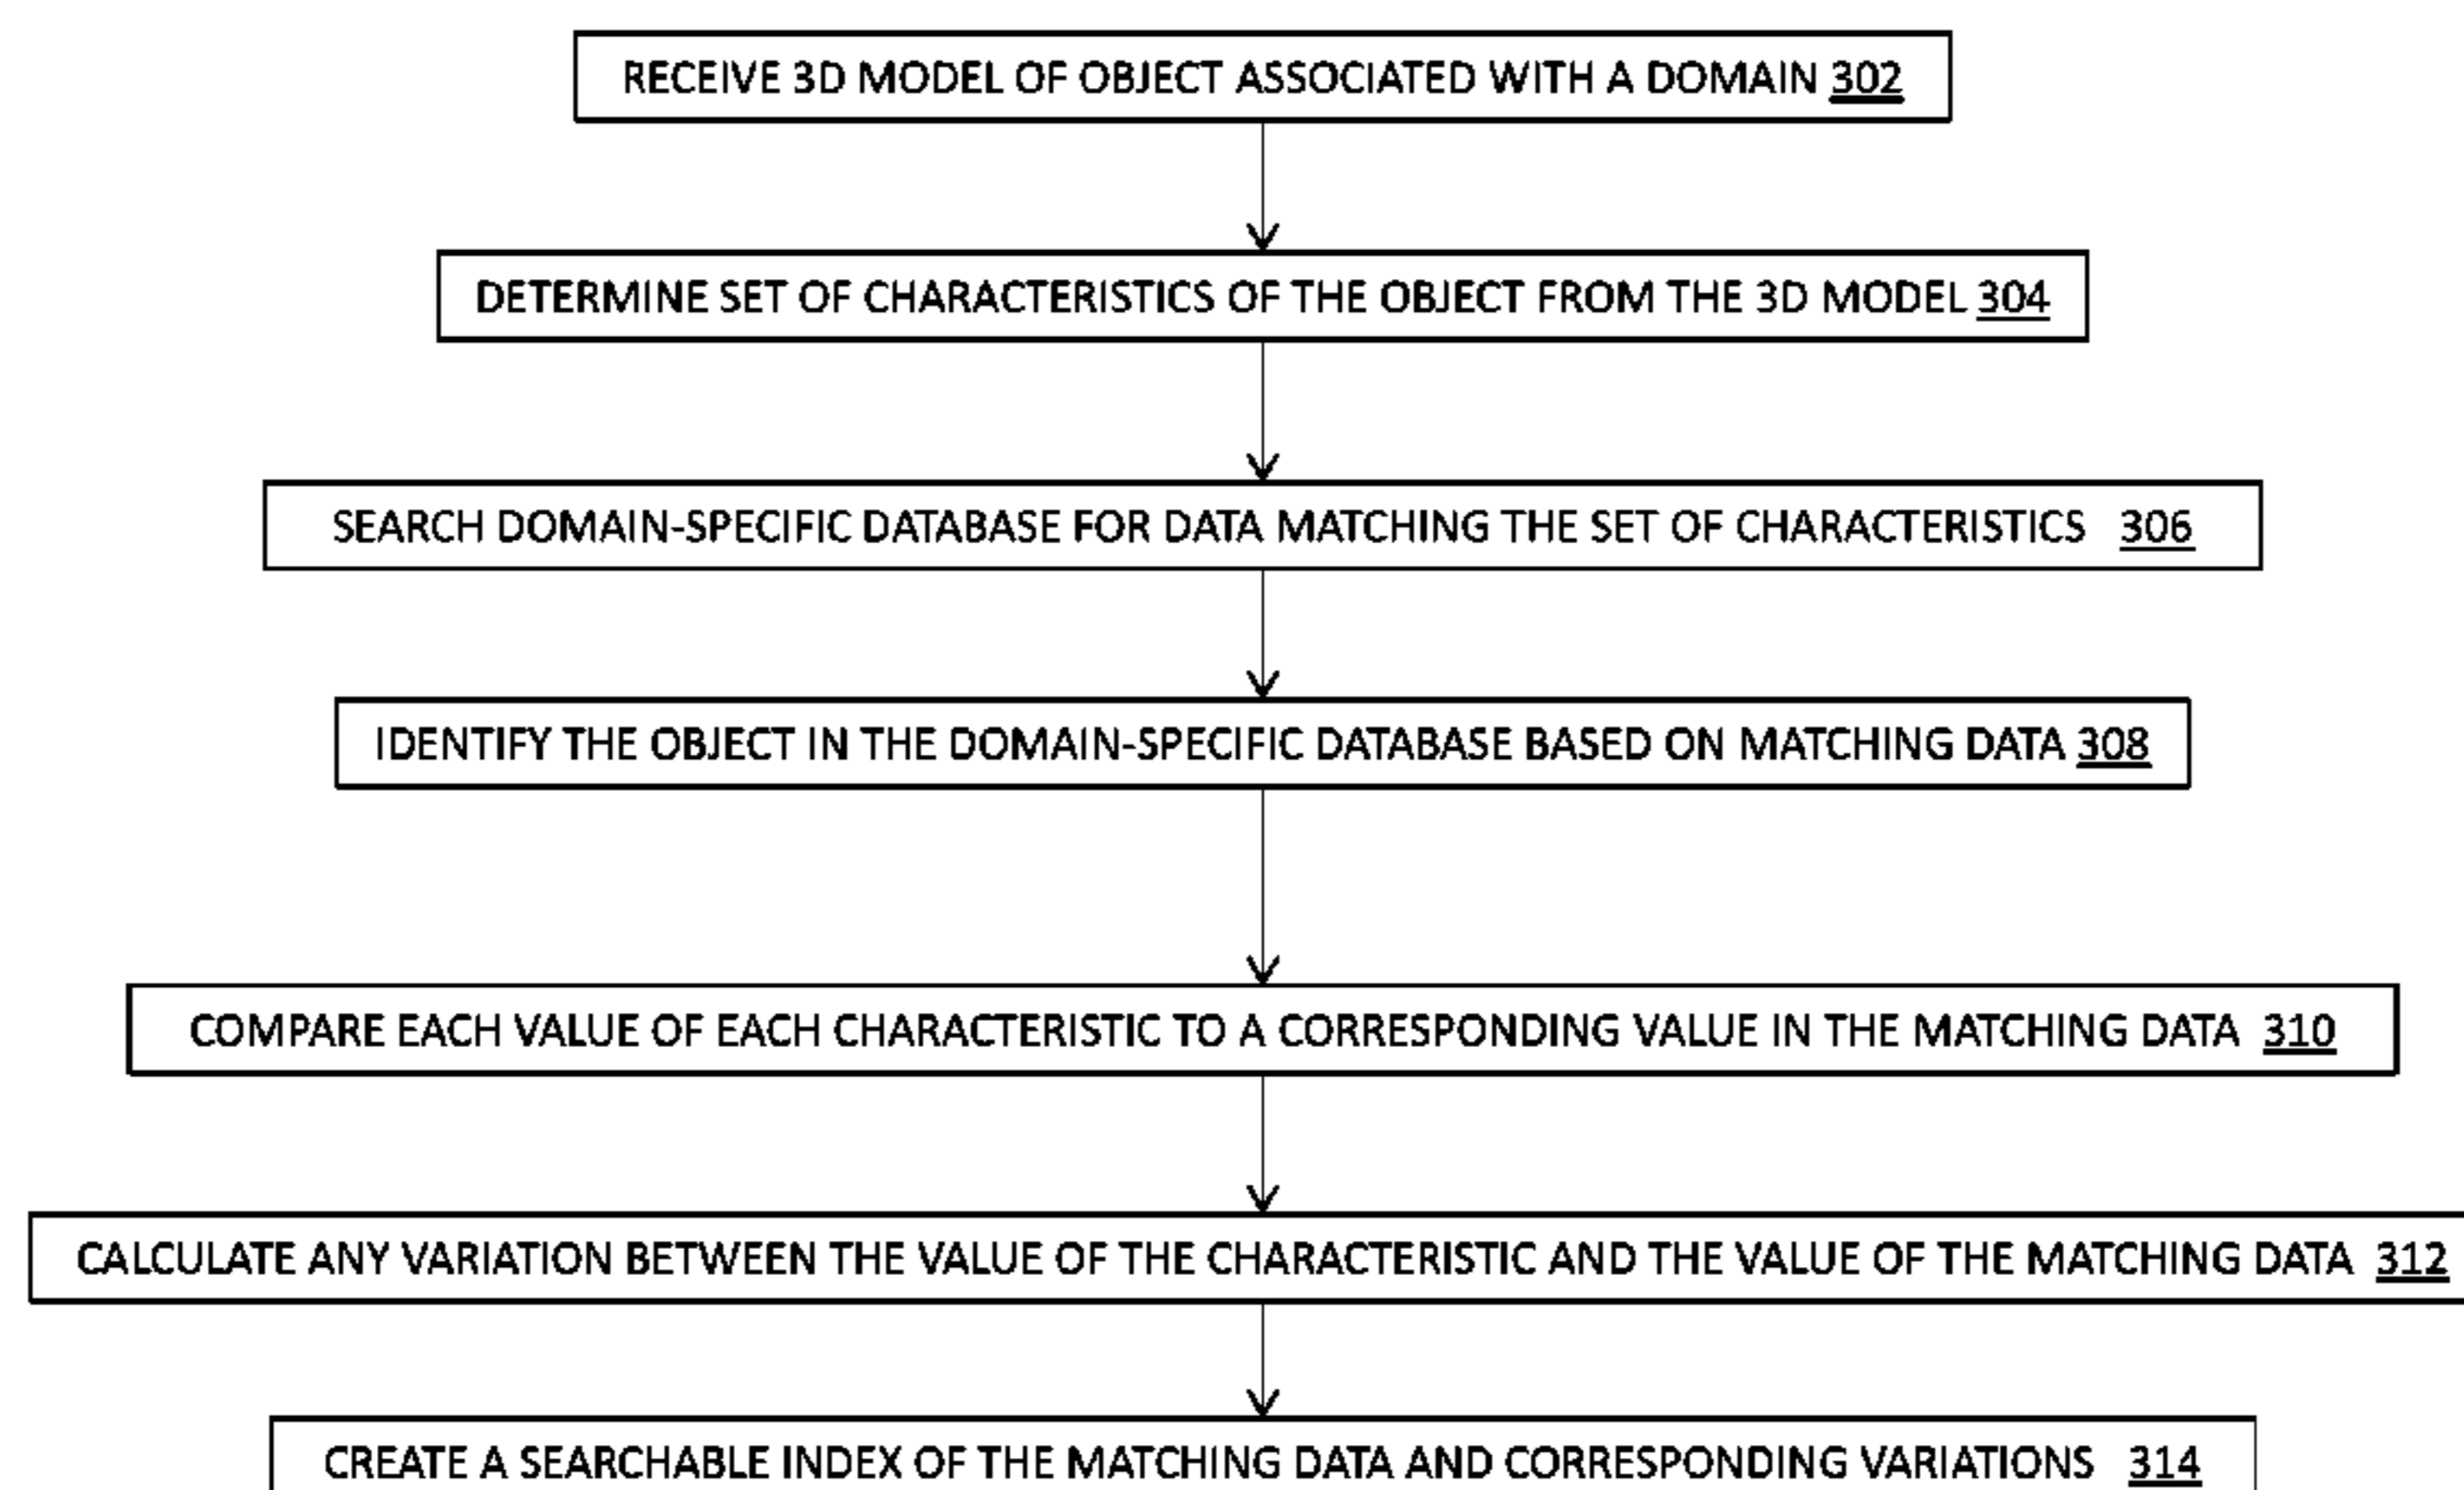 RECEIVE 3D MODEL OF OBJECT ASSOCIATED WITH A DOMAIN 302
DETERMINE SET OF CHARACTERISTICS OF THE OBJECT FROM THE 3D MODEL 304
SEARCH DOMAIN-SPECIFIC DATABASE FOR DATA MATCHING THE SET OF CHARACTERISTICS 306
IDENTIFY THE OBJECT IN THE DOMAIN-SPECIFIC DATABASE BASED ON MATCHING DATA 308
COMPARE EACH VALUE OF EACH CHARACTERISTIC TO A CORRESPONDING VALUE IN THE MATCHING DATA 310
CALCULATE ANY VARIATION BETWEEN THE VALUE OF THE CHARACTERISTIC AND THE VALUE OF THE MATCHING DATA 312
CREATE A SEARCHABLE INDEX OF THE MATCHING DATA AND CORRESPONDING VARIATIONS 314